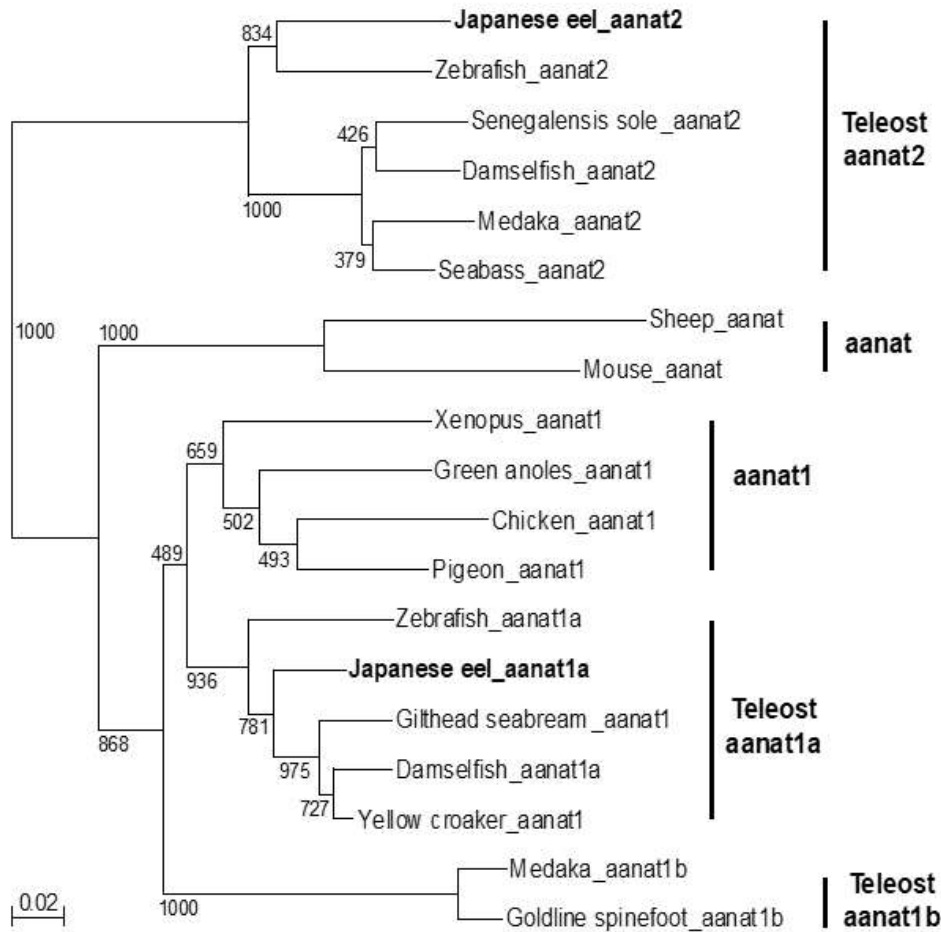 834
Japanese eel_aanat2
Zebrafish_aanat2
426
Senegalensis sole_aanat2
Damselfish_aanat2
1000
Medaka_aanat2
379
Seabass_aanat2
Teleost
aanat2
1000
1000
Sheep_aanat
Mouse_aanat
aanat
659
Xenopus_aanat1
Green anoles_aanat1
502
Chicken_aanat1
493
Pigeon_aanat1
aanat1
489
Zebrafish_aanat1a
936
Japanese eel_aanat1a
781
Gilthead seabream_aanat1
975
Damselfish_aanat1a
727
Yellow croaker_aanat1
Teleost
aanat1a
868
Medaka_aanat1b
1000
Goldline spinefoot_aanat1b
Teleost
aanat1b
0.02